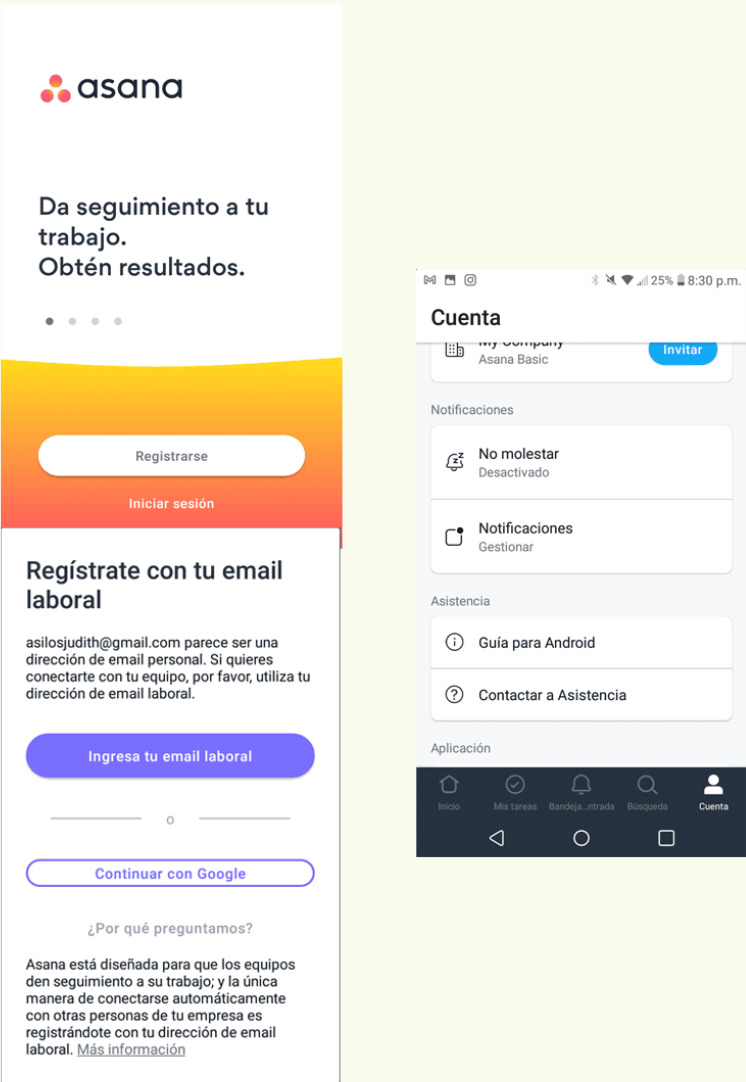 asana
Da seguimiento a tu
trabajo.
Obtén resultados.
Registrarse
Iniciar sesión
Regístrate con tu email
laboral
asilosjudith@gmail.com parece ser una
dirección de email personal. Si quieres
conectarte con tu equipo, por favor, utiliza tu
dirección de email laboral.
Ingresa tu email laboral
o
Continuar con Google
¿Por qué preguntamos?
Asana está diseñada para que los equipos
den seguimiento a su trabajo; y la única
manera de conectarse automáticamente
con otras personas de tu empresa es
registrándote con tu dirección de email
laboral. Más información
25% 8:30 p.m.
Cuenta
My Company
Asana Basic
Invitar
Notificaciones
No molestar
Desactivado
Notificaciones
Gestionar
Asistencia
Guía para Android
Contactar a Asistencia
Aplicación
Inicio Mis tareas Bandeja...ntrada Búsqueda Cuenta